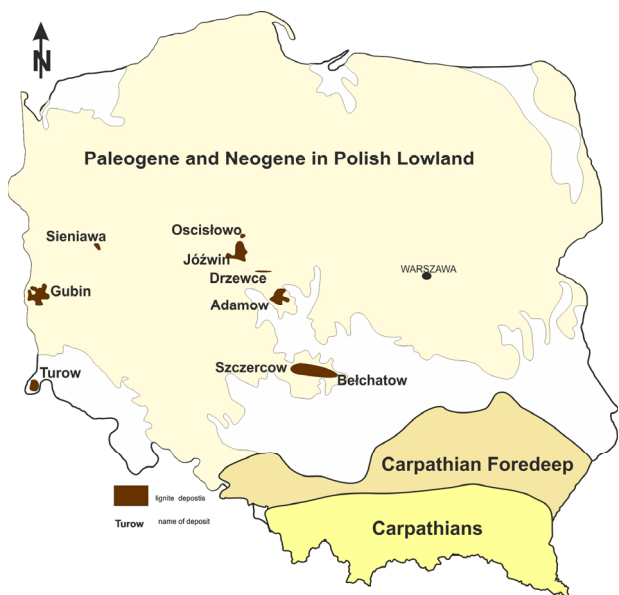 N
Paleogene and Neogene in Polish Lowland
Oscisłowo
Sieniawa
Jóźwin
WARSZAWA
Drzewce
Gubin
Adamow
Szczercow
Turow
Bełchatow
Carpathian Foredeep
lignite depostis
Turow name of deposit
Carpathians